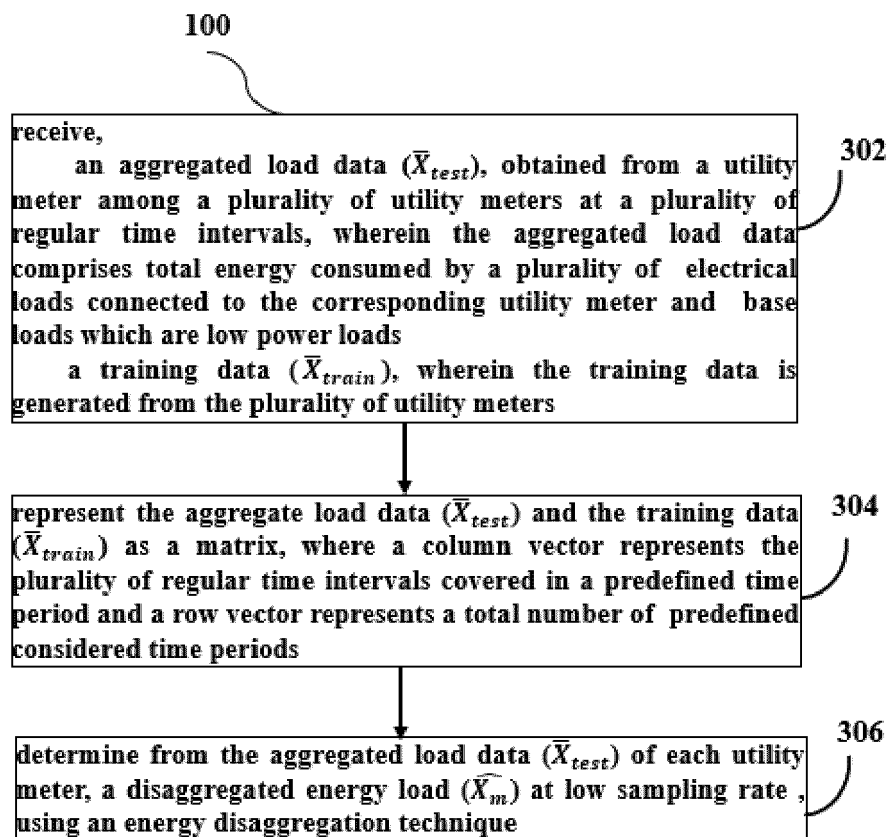 100
receive,
an aggregated load data (X̅test), obtained from a utility
meter among a plurality of utility meters at a plurality of
regular time intervals, wherein the aggregated load data
comprises total energy consumed by a plurality of electrical
loads connected to the corresponding utility meter and base
loads which are low power loads
a training data (X̅train), wherein the training data is
generated from the plurality of utility meters
302
represent the aggregate load data (X̅test) and the training data
(X̅train) as a matrix, where a column vector represents the
plurality of regular time intervals covered in a predefined time
period and a row vector represents a total number of predefined
considered time periods
304
determine from the aggregated load data (X̅test) of each utility
meter, a disaggregated energy load (X̂m) at low sampling rate ,
using an energy disaggregation technique
306